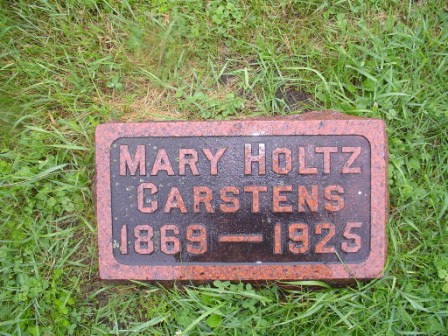 MARY HOLTZ
CARSTENS
1869 — 1925